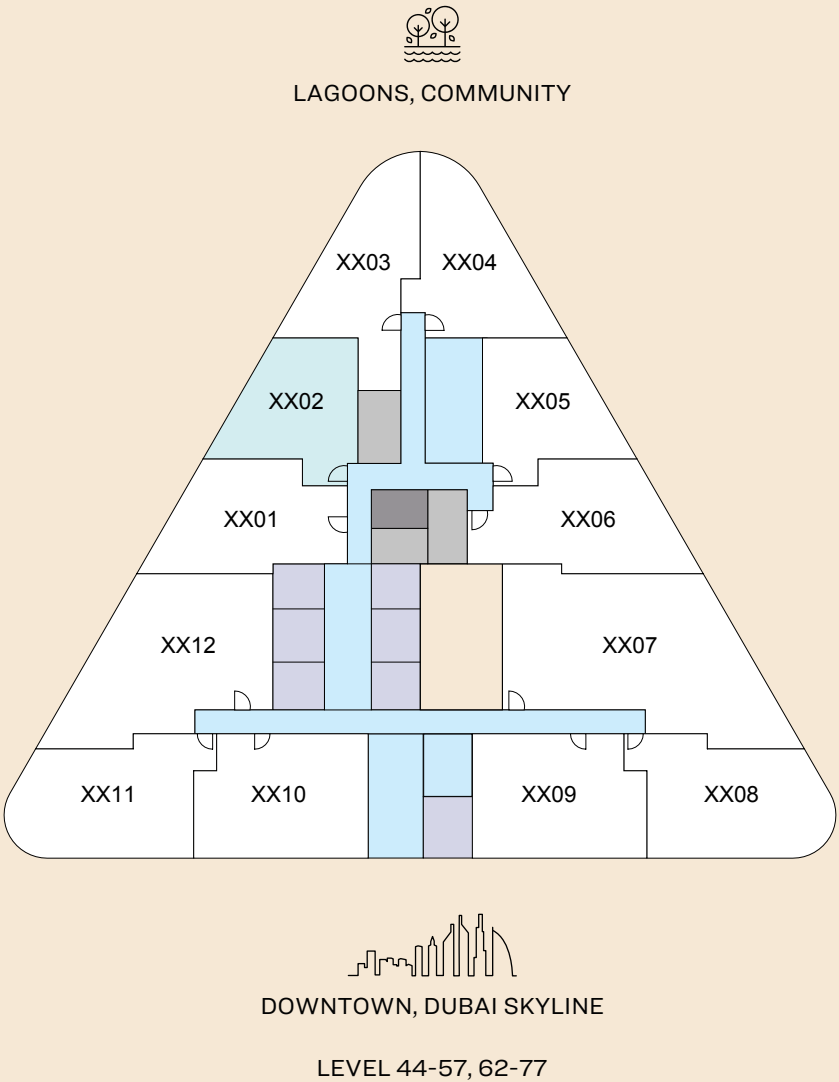 LAGOONS, COMMUNITY
XX03
XX04
XX02
XX05
XX01
XX06
XX12
XX07
XX11
XX10
XX09
XX08
DOWNTOWN, DUBAI SKYLINE
LEVEL 44-57, 62-77